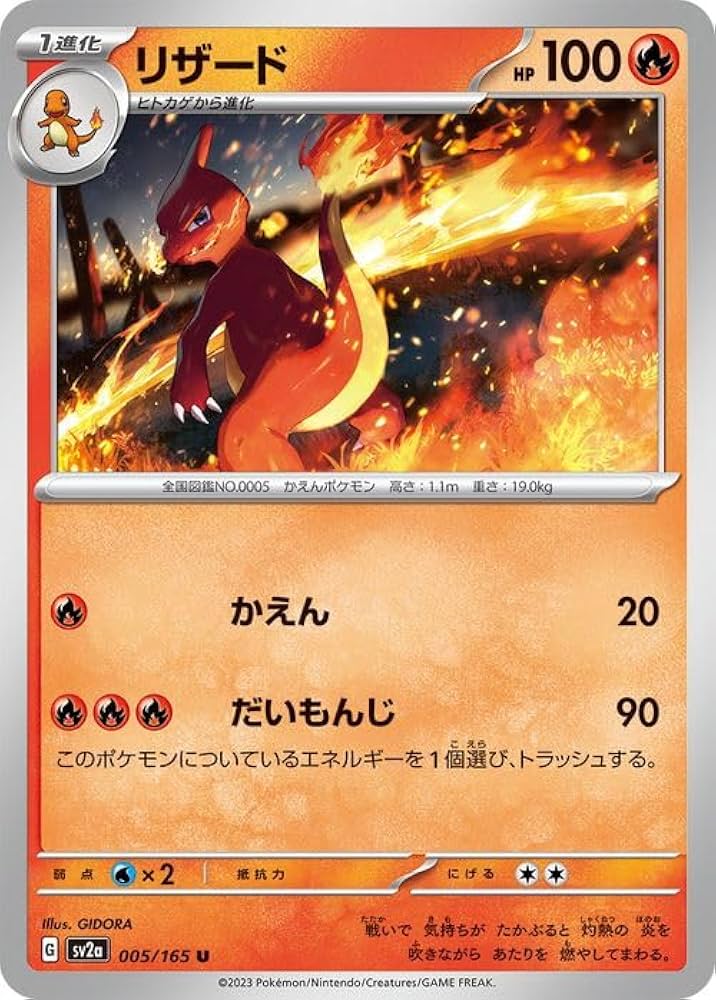 1進化
リザード
HP 100
ヒトカゲから進化
全国図鑑NO.0005 かえんポケモン 高さ:1.1m 重さ:19.0kg
かえん 20
だいもんじ 90
このポケモンについているエネルギーを1個選び、トラッシュする。
弱点 ×2 抵抗力 にげる
Illus. GIDORA
戦いで 気持ちが たかぶると 灼熱の 炎を
吹きながら あたりを 燃やしてまわる。
G sv2a 005/165 U
©2023 Pokémon/Nintendo/Creatures/GAME FREAK.